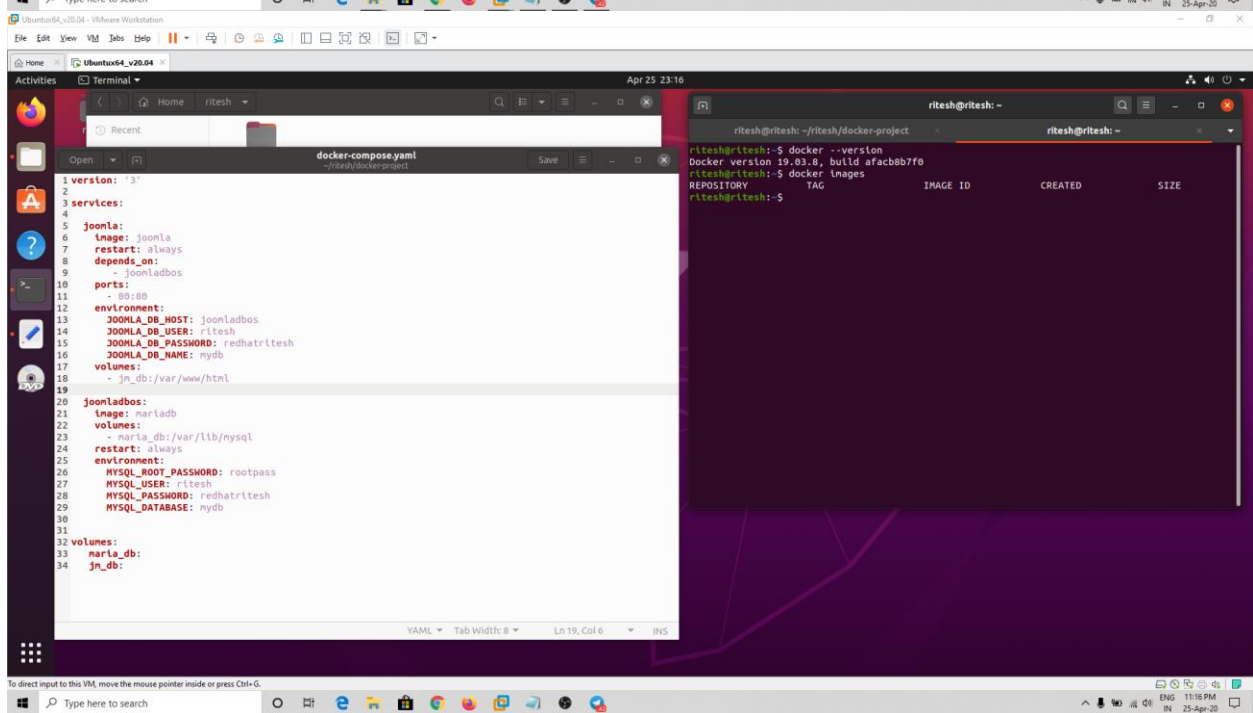 Type here to search
IN 25-Apr-20
Ubuntux64_v20.04 - VMware Workstation
File Edit View VM Tabs Help
Home Ubuntux64_v20.04
Activities Terminal Apr 25 23:16
Home ritesh
Recent
Open docker-compose.yaml Save
~/ritesh/docker-project
1 version: '3'
2
3 services:
4
5 joomla:
6 image: joomla
7 restart: always
8 depends_on:
9 - joomladbos
10 ports:
11 - 80:80
12 environment:
13 JOOMLA_DB_HOST: joomladbos
14 JOOMLA_DB_USER: ritesh
15 JOOMLA_DB_PASSWORD: redhatritesh
16 JOOMLA_DB_NAME: mydb
17 volumes:
18 - jm_db:/var/www/html
19
20 joomladbos:
21 image: mariadb
22 volumes:
23 - maria_db:/var/lib/mysql
24 restart: always
25 environment:
26 MYSQL_ROOT_PASSWORD: rootpass
27 MYSQL_USER: ritesh
28 MYSQL_PASSWORD: redhatritesh
29 MYSQL_DATABASE: mydb
30
31
32 volumes:
33 maria_db:
34 jm_db:
YAML Tab Width: 8 Ln 19, Col 6 INS
ritesh@ritesh: ~
ritesh@ritesh: ~/ritesh/docker-project ritesh@ritesh: ~
ritesh@ritesh:~$ docker --version
Docker version 19.03.8, build afacb8b7f0
ritesh@ritesh:~$ docker images
REPOSITORY TAG IMAGE ID CREATED SIZE
ritesh@ritesh:~$
DVD
To direct input to this VM, move the mouse pointer inside or press Ctrl+G.
Type here to search
ENG 11:16 PM
IN 25-Apr-20